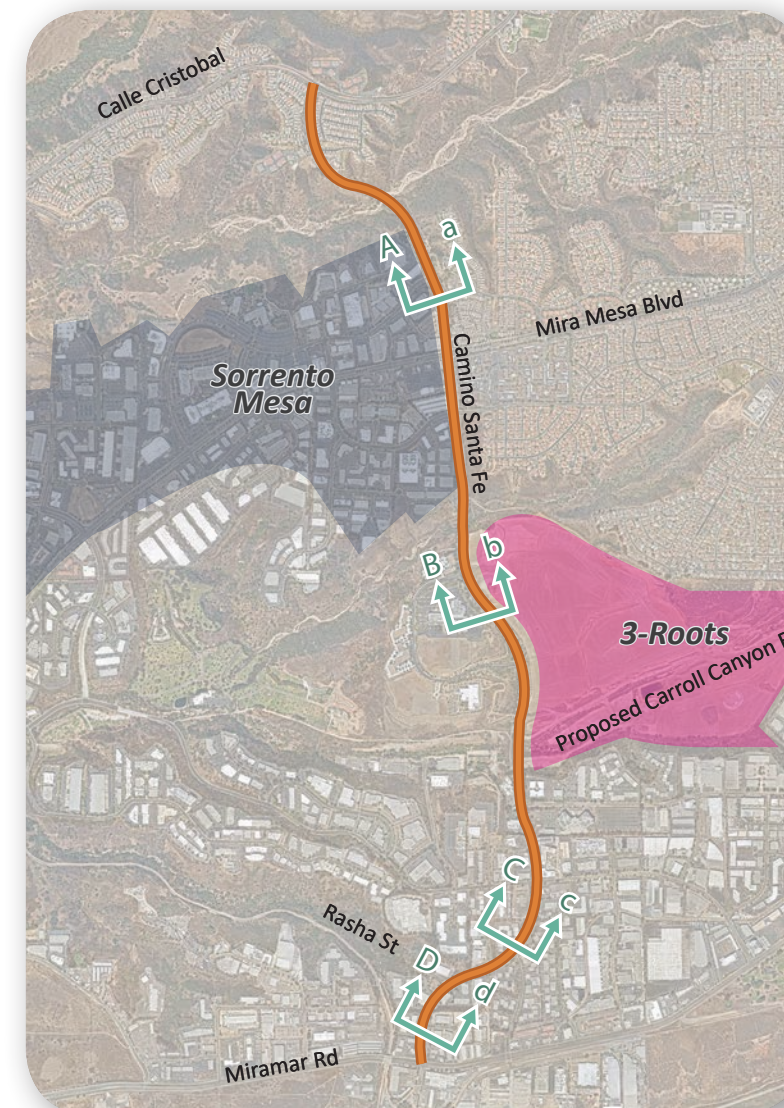 Calle Cristobal
A
a
Mira Mesa Blvd
Camino Santa Fe
Sorrento
Mesa
B
b
3-Roots
Proposed Carroll Canyon
C
c
Rasha St
D
d
Miramar Rd